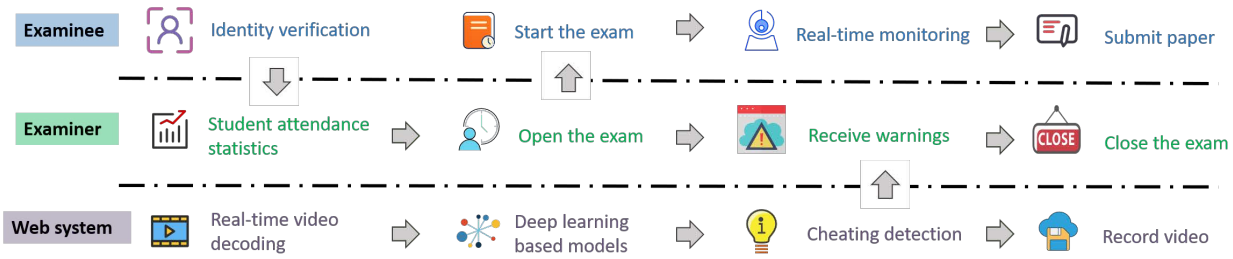 Examinee
Identity verification
Start the exam
Real-time monitoring
Submit paper
Examiner
Student attendance
statistics
Open the exam
Receive warnings
CLOSE
Close the exam
Web system
Real-time video
decoding
Deep learning
based models
Cheating detection
Record video